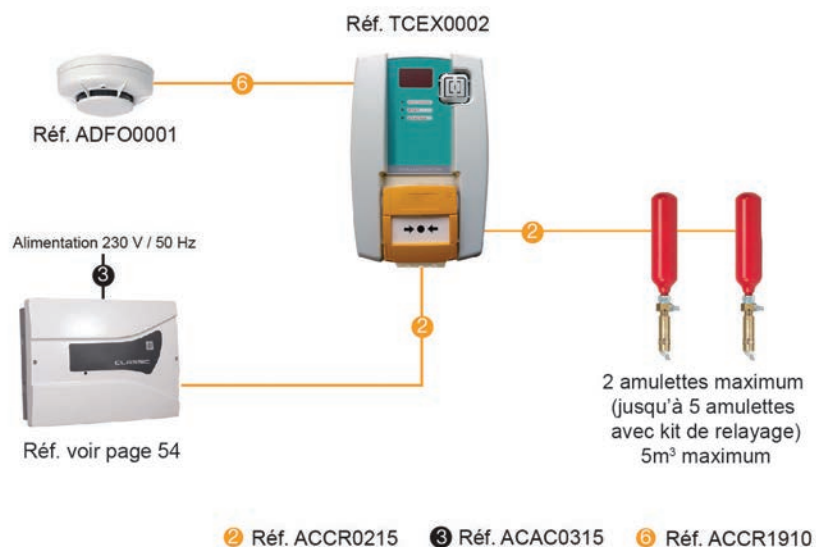 Réf. TCEX0002
6
Réf. ADFO0001
Alimentation 230 V / 50 Hz
3
2
2
CLASSIC
Réf. voir page 54
2 amulettes maximum
(jusqu'à 5 amulettes
avec kit de relayage)
5m³ maximum
2 Réf. ACCR0215 3 Réf. ACAC0315 6 Réf. ACCR1910